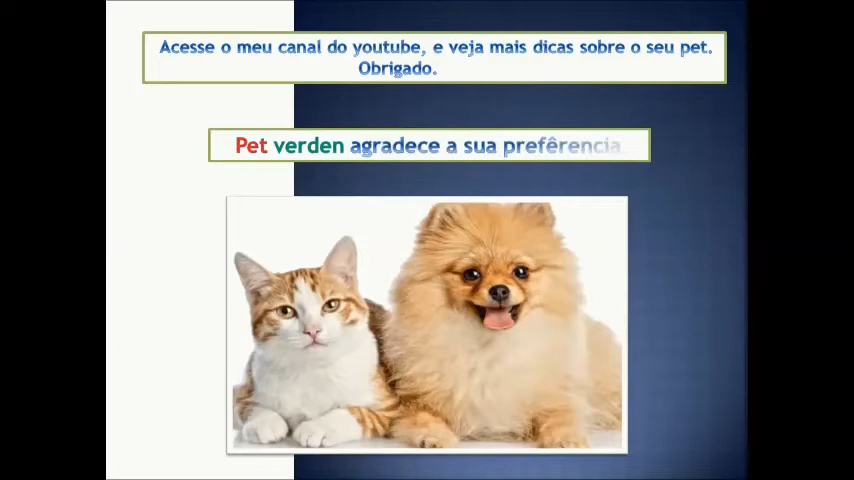 Acesse o meu canal do youtube, e veja mais dicas sobre o seu pet.
Obrigado.
Pet verden agradece a sua prefêrencia